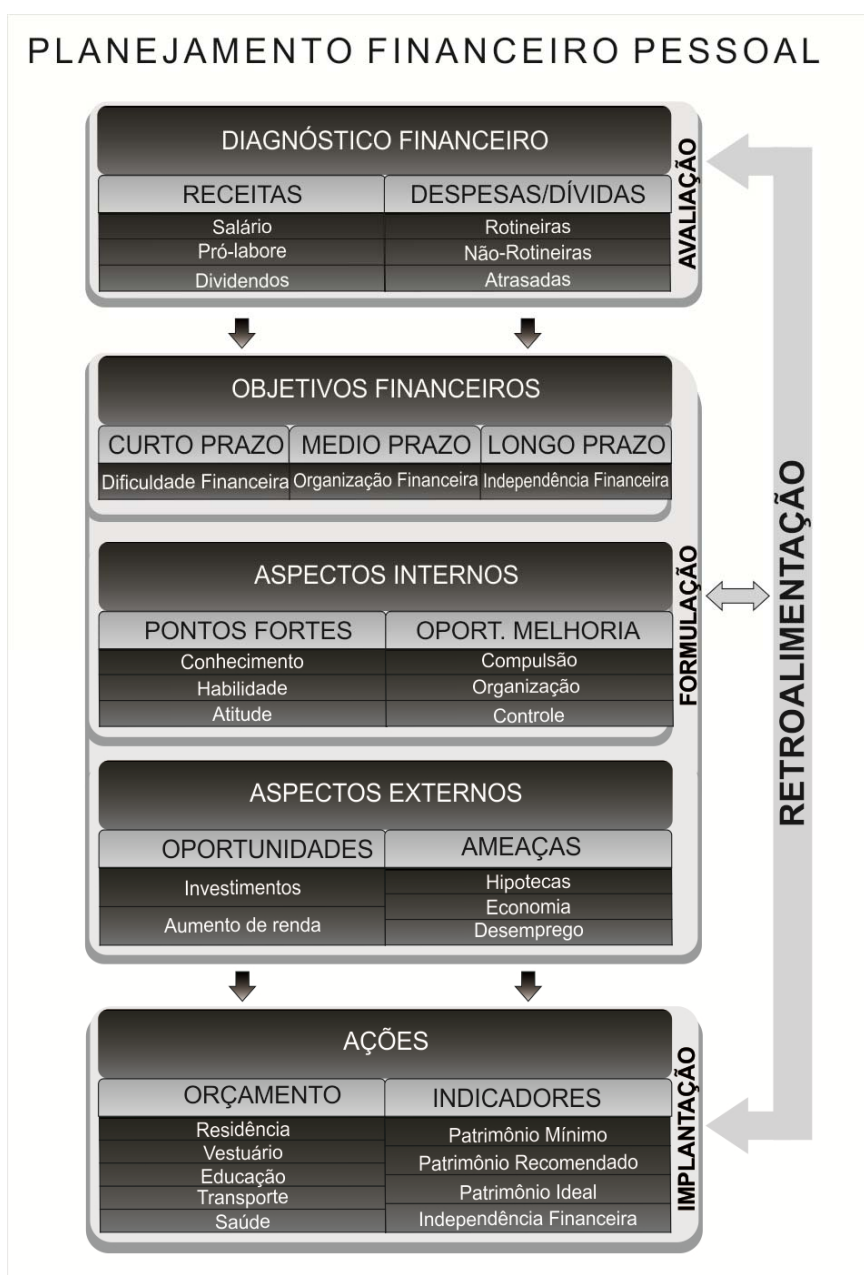 PLANEJAMENTO FINANCEIRO PESSOAL
DIAGNÓSTICO FINANCEIRO
RECEITAS
Salário
Pró-labore
Dividendos
DESPESAS/DÍVIDAS
Rotineiras
Não-Rotineiras
Atrasadas
AVALIAÇÃO
OBJETIVOS FINANCEIROS
CURTO PRAZO
Dificuldade Financeira
MEDIO PRAZO
Organização Financeira
LONGO PRAZO
Independência Financeira
ASPECTOS INTERNOS
PONTOS FORTES
Conhecimento
Habilidade
Atitude
OPORT. MELHORIA
Compulsão
Organização
Controle
ASPECTOS EXTERNOS
OPORTUNIDADES
Investimentos
Aumento de renda
AMEAÇAS
Hipotecas
Economia
Desemprego
FORMULAÇÃO
AÇÕES
ORÇAMENTO
Residência
Vestuário
Educação
Transporte
Saúde
INDICADORES
Patrimônio Mínimo
Patrimônio Recomendado
Patrimônio Ideal
Independência Financeira
IMPLANTAÇÃO
RETROALIMENTAÇÃO